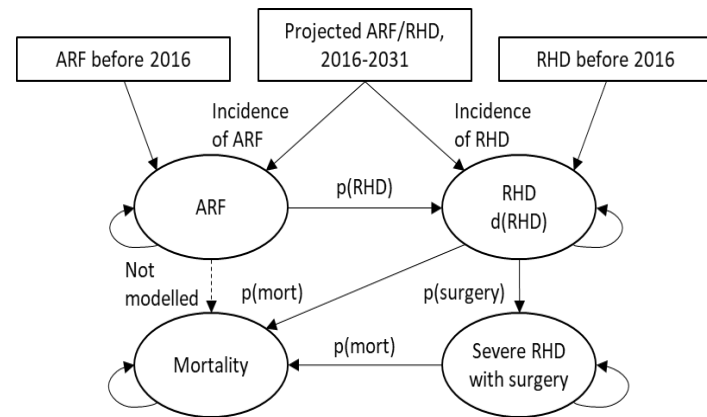 Projected ARF/RHD,
2016-2031
ARF before 2016
RHD before 2016
Incidence
of ARF
Incidence
of RHD
ARF
p(RHD)
RHD
d(RHD)
Not
modelled
p(mort)
p(surgery)
Mortality
p(mort)
Severe RHD
with surgery